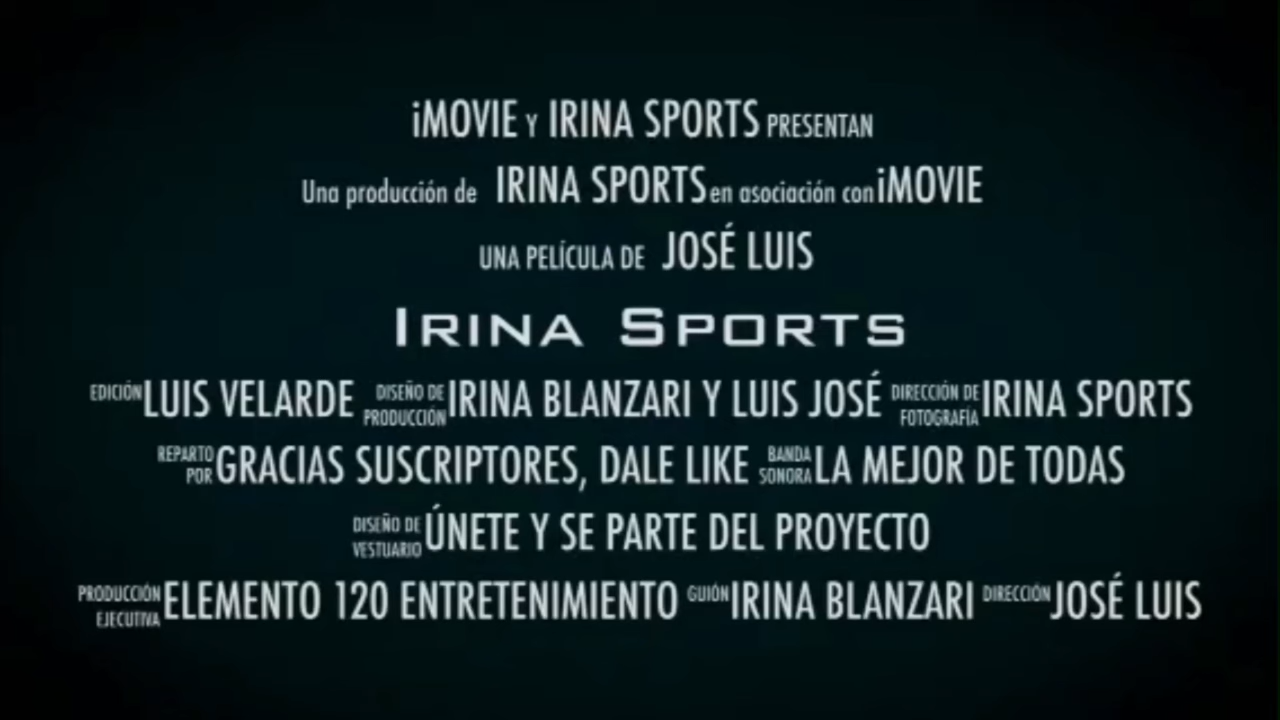 iMOVIE Y IRINA SPORTS PRESENTAN
Una producción de IRINA SPORTS en asociación con iMOVIE
UNA PELÍCULA DE JOSÉ LUIS
IRINA SPORTS
EDICIÓN LUIS VELARDE DISEÑO DE PRODUCCIÓN IRINA BLANZARI Y LUIS JOSÉ DIRECCIÓN DE FOTOGRAFÍA IRINA SPORTS
REPARTO POR GRACIAS SUSCRIPTORES, DALE LIKE BANDA SONORA LA MEJOR DE TODAS
DISEÑO DE VESTUARIO ÚNETE Y SE PARTE DEL PROYECTO
PRODUCCIÓN EJECUTIVA ELEMENTO 120 ENTRETENIMIENTO GUIÓN IRINA BLANZARI DIRECCIÓN JOSÉ LUIS